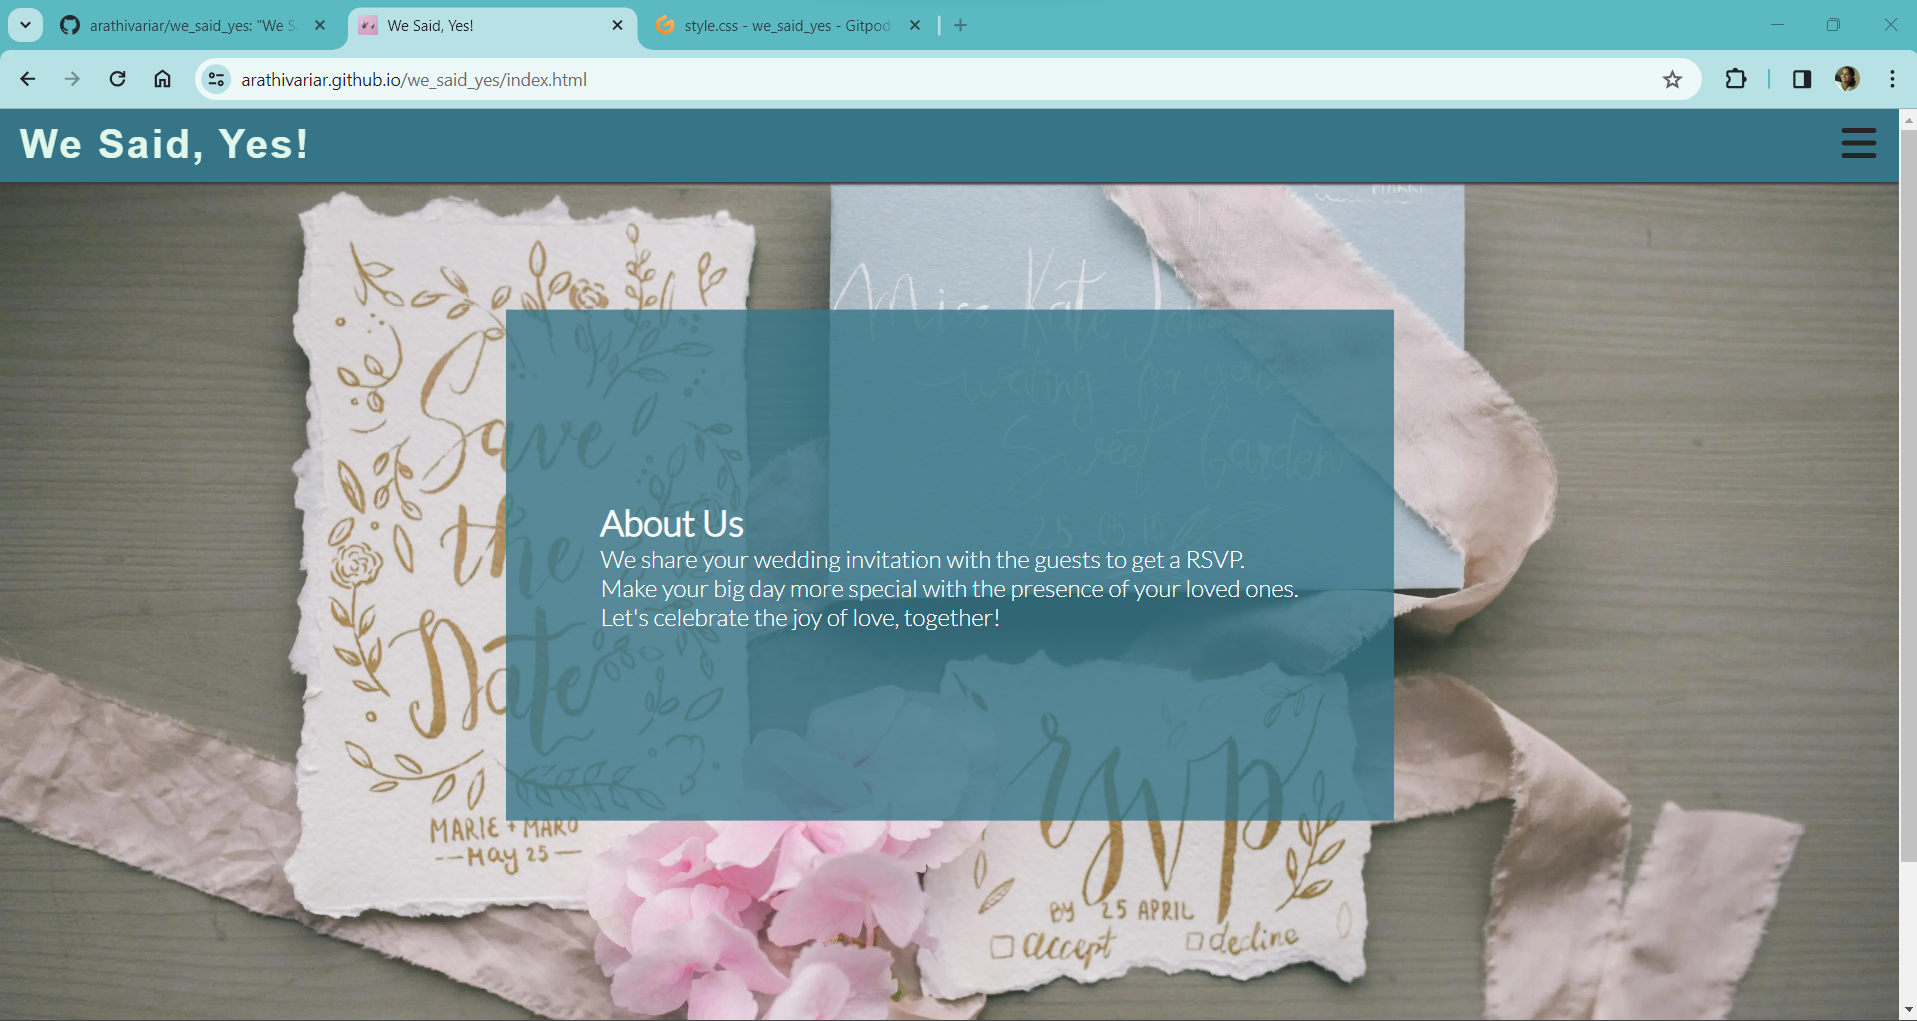 arathivariar/we_said_yes: "We S
We Said, Yes!
style.css - we_said_yes - Gitpod
arathivariar.github.io/we_said_yes/index.html
We Said, Yes!
Save
the
Date
MARIE + MARO
May 25
Miss Kate
waiting for you
Sweet Garden
25 05 16
About Us
We share your wedding invitation with the guests to get a RSVP.
Make your big day more special with the presence of your loved ones.
Let's celebrate the joy of love, together!
rsvp
BY 25 APRIL
accept decline